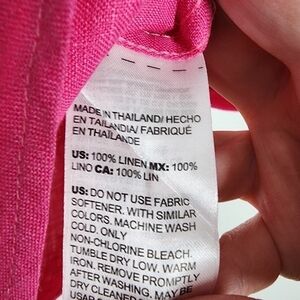 MADE IN THAILAND/ HECHO
EN TAILANDIA/ FABRIQUÉ
EN THAÏLANDE
US: 100% LINEN MX: 100%
LINO CA: 100% LIN
US: DO NOT USE FABRIC
SOFTENER. WITH SIMILAR
COLORS. MACHINE WASH
COLD. ONLY
NON-CHLORINE BLEACH.
TUMBLE DRY LOW. WARM
IRON. REMOVE PROMPTLY
AFTER WASHING. MAY BE
DRY CLEANED